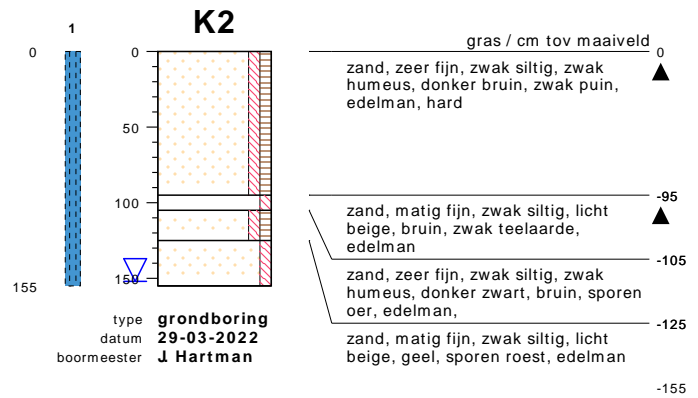 K2
1
gras / cm tov maaiveld
0
0
0
zand, zeer fijn, zwak siltig, zwak
humeus, donker bruin, zwak puin,
edelman, hard
50
100
-95
zand, matig fijn, zwak siltig, licht
beige, bruin, zwak teelaarde,
edelman
-105
zand, zeer fijn, zwak siltig, zwak
humeus, donker zwart, bruin, sporen
oer, edelman,
150
155
-125
type grondboring
datum 29-03-2022
boormeester J. Hartman
zand, matig fijn, zwak siltig, licht
beige, geel, sporen roest, edelman
-155